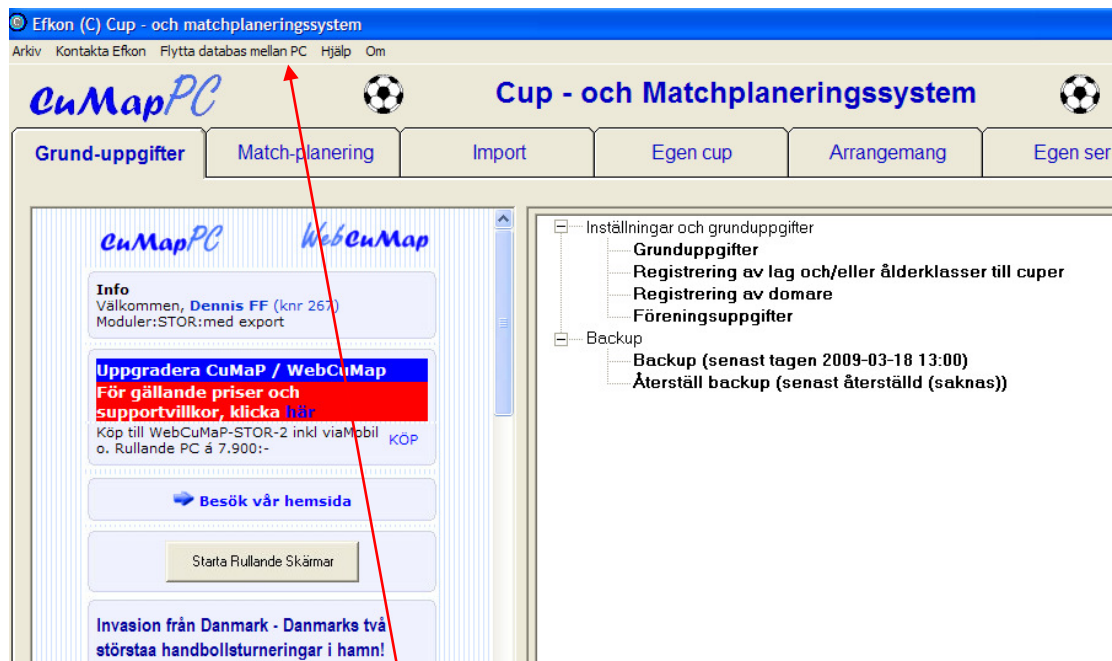 Efkon (C) Cup - och matchplaneringssystem
Arkiv Kontakta Efkon Flytta databas mellan PC Hjälp Om
CuMapPC Cup - och Matchplaneringssystem
Grund-uppgifter Match-planering Import Egen cup Arrangemang Egen ser
CuMapPC WebCuMap
Info
Välkommen, Dennis FF (knr 267)
Moduler:STOR:med export
Uppgradera CuMaP / WebCuMap
För gällande priser och
supportvillkor, klicka här
Köp till WebCuMaP-STOR-2 inkl viaMobil
o. Rullande PC á 7.900:- KÖP
Besök vår hemsida
Starta Rullande Skärmar
Invasion från Danmark - Danmarks två
störstaa handbollsturneringar i hamn!
Inställningar och grunduppgifter
Grunduppgifter
Registrering av lag och/eller ålderklasser till cuper
Registrering av domare
Föreningsuppgifter
Backup
Backup (senast tagen 2009-03-18 13:00)
Återställ backup (senast återställd (saknas))